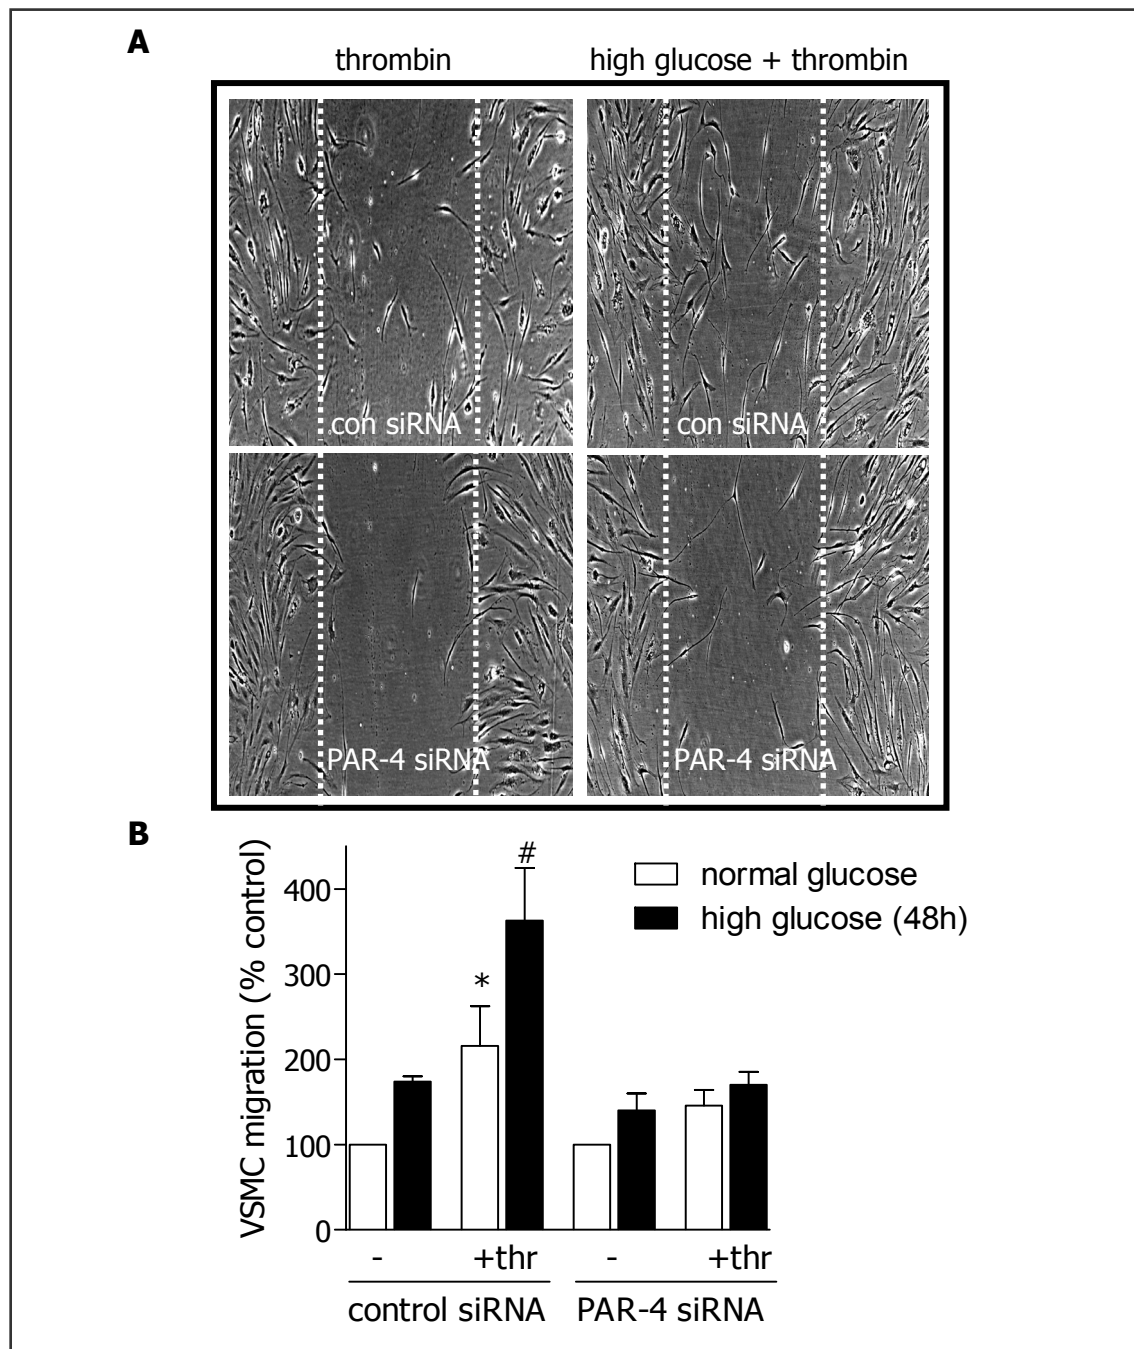 A
thrombin
high glucose + thrombin
con siRNA
con siRNA
PAR-4 siRNA
PAR-4 siRNA
B
VSMC migration (% control)
400
300
200
100
0
*
#
normal glucose
high glucose (48h)
- +thr - +thr
control siRNA PAR-4 siRNA